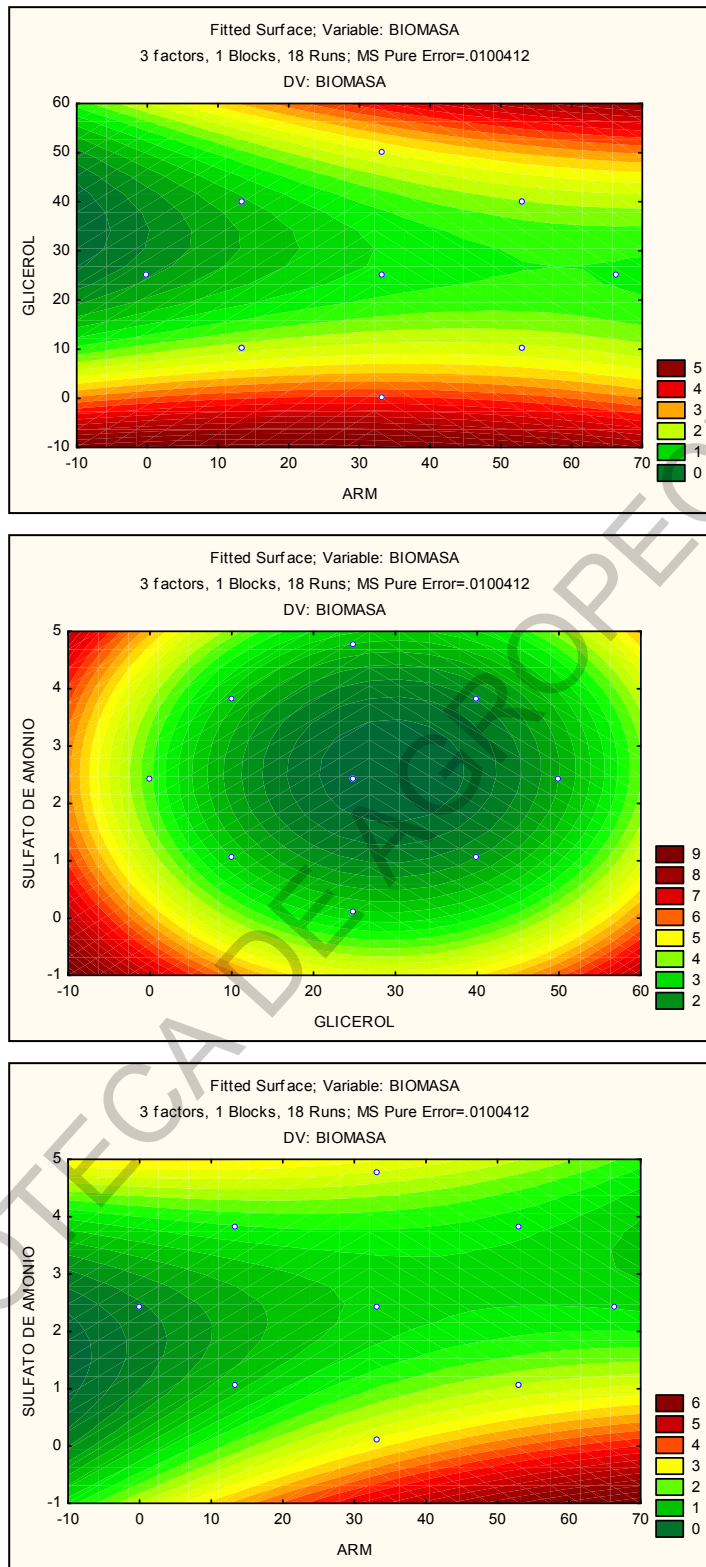 Fitted Surface; Variable: BIOMASA
3 factors, 1 Blocks, 18 Runs; MS Pure Error=.0100412
DV: BIOMASA
60
50
40
30
20
10
0
-10
GLICEROL
-10 0 10 20 30 40 50 60 70
ARM
5
4
3
2
1
0
Fitted Surface; Variable: BIOMASA
3 factors, 1 Blocks, 18 Runs; MS Pure Error=.0100412
DV: BIOMASA
5
4
3
2
1
0
-1
SULFATO DE AMONIO
-10 0 10 20 30 40 50 60
GLICEROL
9
8
7
6
5
4
3
2
Fitted Surface; Variable: BIOMASA
3 factors, 1 Blocks, 18 Runs; MS Pure Error=.0100412
DV: BIOMASA
5
4
3
2
1
0
-1
SULFATO DE AMONIO
-10 0 10 20 30 40 50 60 70
ARM
6
5
4
3
2
1
0
OTECA DE AGROPEC